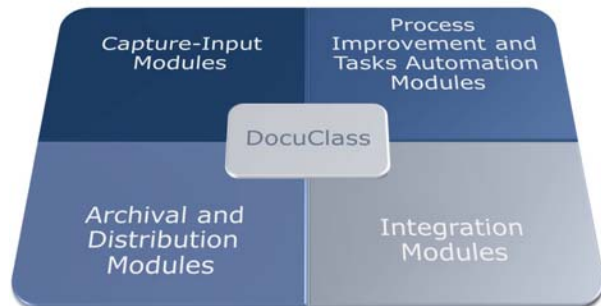 Capture-Input
Modules
Process
Improvement and
Tasks Automation
Modules
DocuClass
Archival and
Distribution
Modules
Integration
Modules